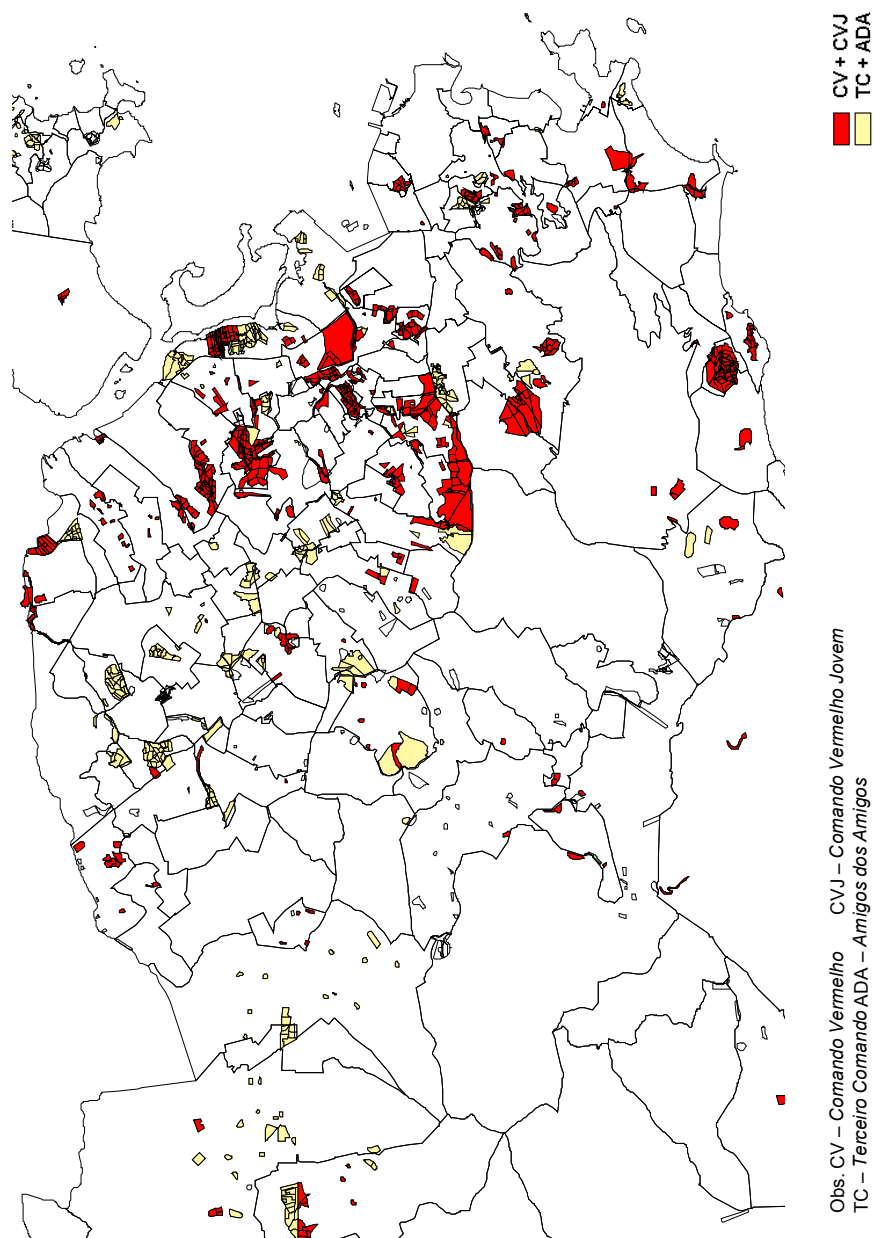 CV + CVJ
TC + ADA
Obs. CV – Comando Vermelho CVJ – Comando Vermelho Jovem
TC – Terceiro Comando ADA – Amigos dos Amigos